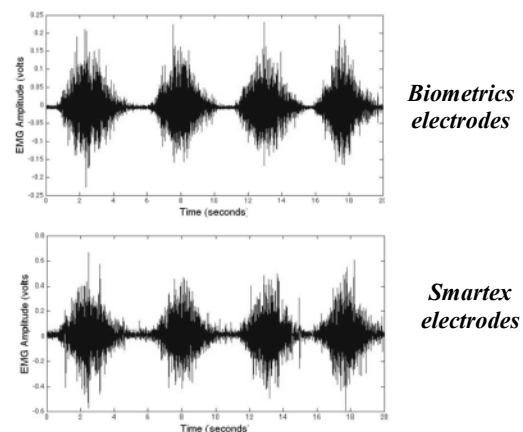 0.25
0.2
0.15
0.1
0.05
0
-0.05
0.1
-0.15
0.2
0.25
EMG Amplitude (volts
0 2 4 6 8 10 12 14 16 18 20
Time (seconds)
Biometrics
electrodes
0.8
0.6
0.4
0.2
0
-0.2
-0.4
-0.6
EMG Amplitude (volts
0 2 4 6 8 10 12 14 16 18 20
Time (seconds)
Smartex
electrodes